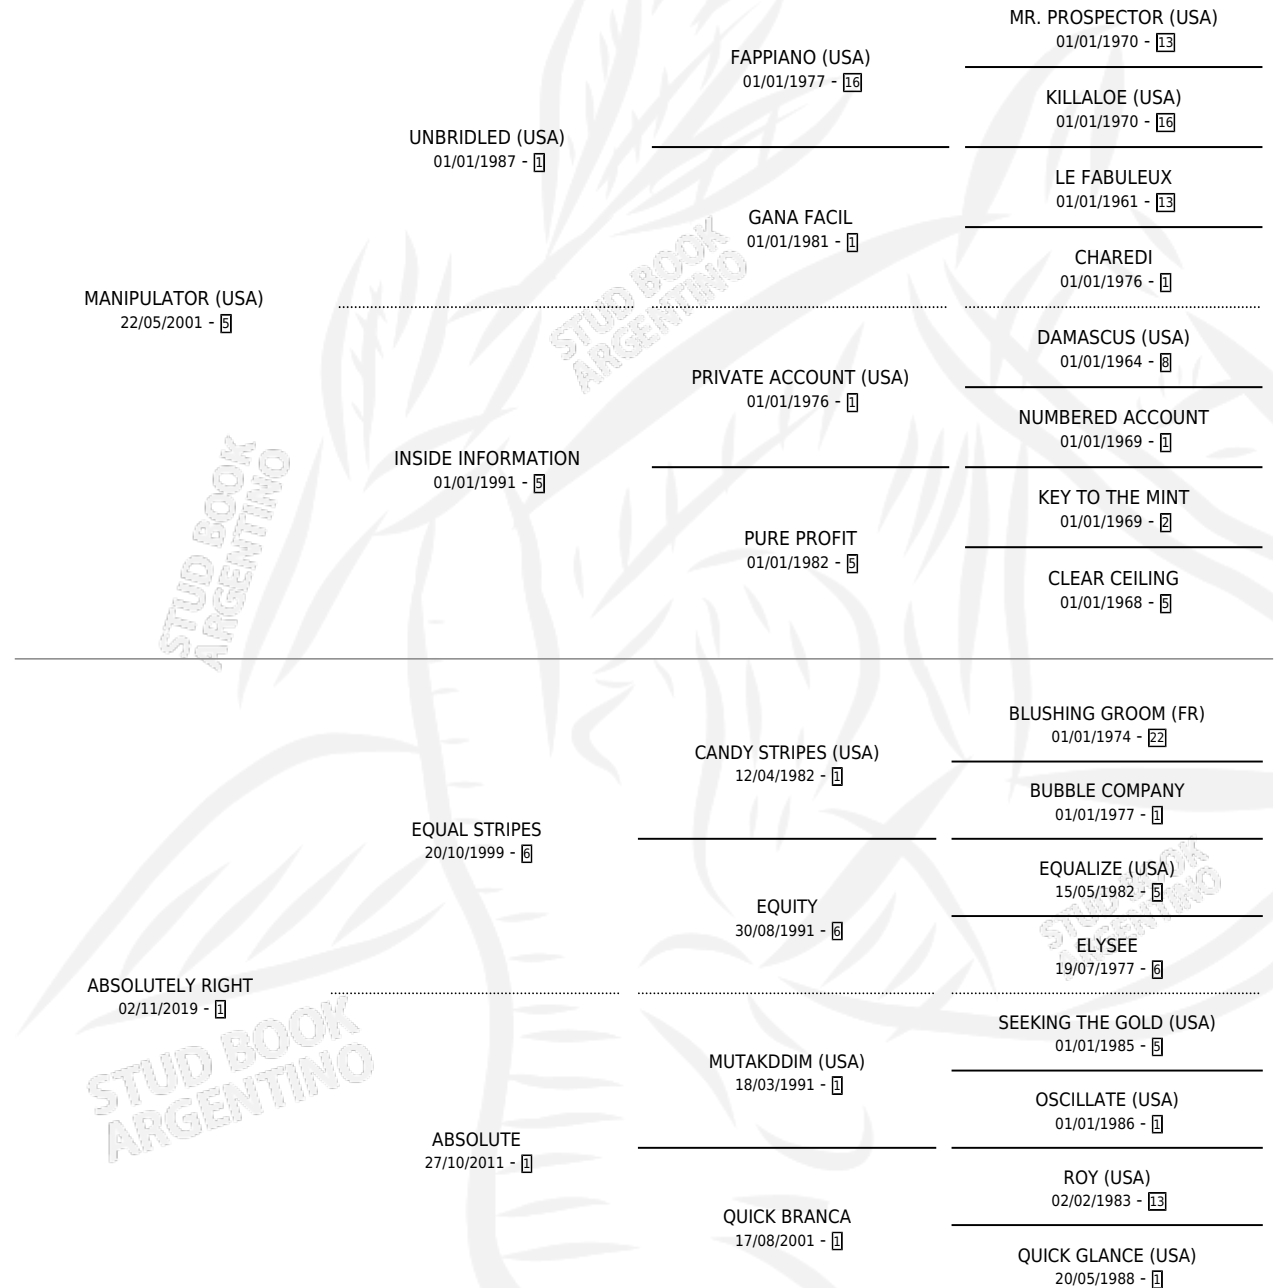 MR. PROSPECTOR (USA)
01/01/1970 - 13
FAPPIANO (USA)
01/01/1977 - 16
KILLALOE (USA)
01/01/1970 - 16
UNBRIDLED (USA)
01/01/1987 - 1
LE FABULEUX
01/01/1961 - 13
GANA FACIL
01/01/1981 - 1
CHAREDI
01/01/1976 - 1
MANIPULATOR (USA)
22/05/2001 - 5
DAMASCUS (USA)
01/01/1964 - 8
PRIVATE ACCOUNT (USA)
01/01/1976 - 1
NUMBERED ACCOUNT
01/01/1969 - 1
INSIDE INFORMATION
01/01/1991 - 5
KEY TO THE MINT
01/01/1969 - 2
PURE PROFIT
01/01/1982 - 5
CLEAR CEILING
01/01/1968 - 5
BLUSHING GROOM (FR)
01/01/1974 - 22
CANDY STRIPES (USA)
12/04/1982 - 1
BUBBLE COMPANY
01/01/1977 - 1
EQUAL STRIPES
20/10/1999 - 6
EQUALIZE (USA)
15/05/1982 - 5
EQUITY
30/08/1991 - 6
ELYSEE
19/07/1977 - 6
ABSOLUTELY RIGHT
02/11/2019 - 1
SEEKING THE GOLD (USA)
01/01/1985 - 5
MUTAKDDIM (USA)
18/03/1991 - 1
OSCILLATE (USA)
01/01/1986 - 1
ABSOLUTE
27/10/2011 - 1
ROY (USA)
02/02/1983 - 13
QUICK BRANCA
17/08/2001 - 1
QUICK GLANCE (USA)
20/05/1988 - 1
STUD BOOK
ARGENTINO
STUD BOOK
ARGENTINO
STUD BOOK
ARGENTINO
STUD BOOK
ARGENTINO